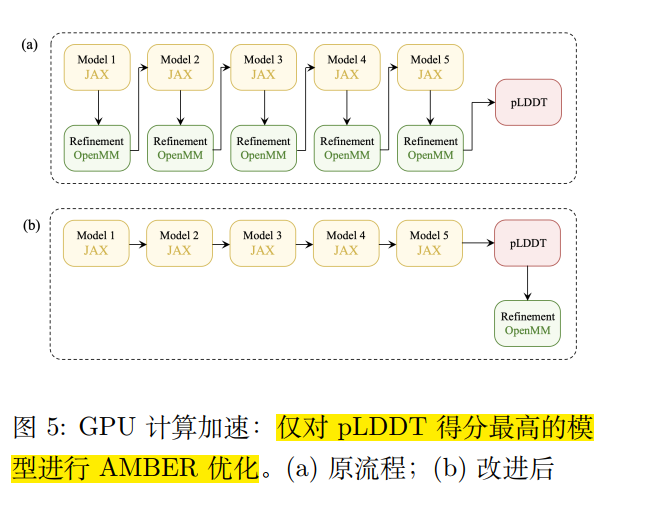 (a)
Model 1 Model 2 Model 3 Model 4 Model 5
JAX JAX JAX JAX JAX
pLDDT
Refinement Refinement Refinement Refinement Refinement
OpenMM OpenMM OpenMM OpenMM OpenMM
(b)
Model 1 Model 2 Model 3 Model 4 Model 5
JAX JAX JAX JAX JAX
pLDDT
Refinement
OpenMM
图 5: GPU 计算加速：仅对 pLDDT 得分最高的模
型进行 AMBER 优化。(a) 原流程；(b) 改进后